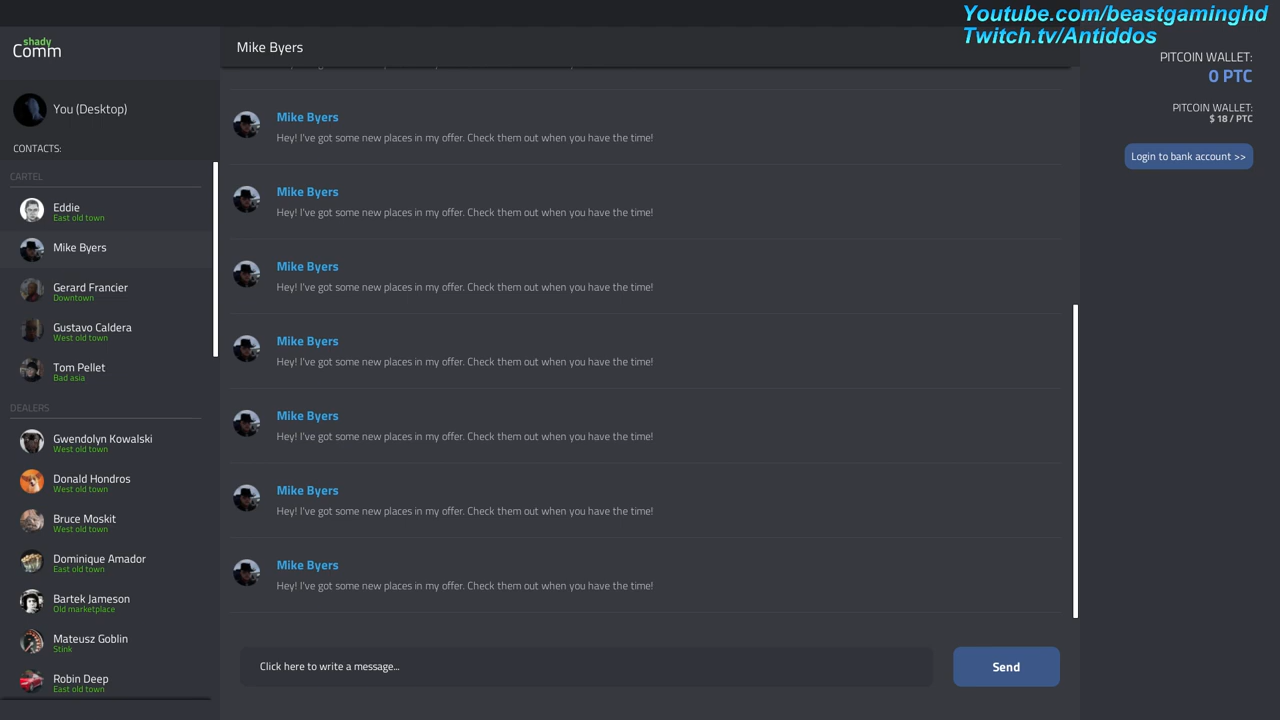 Youtube.com/beastgaminghd
Twitch.tv/Antiddos
shady
Comm
You (Desktop)
CONTACTS:
CARTEL
Eddie
East old town
Mike Byers
Gerard Francier
Downtown
Gustavo Caldera
West old town
Tom Pellet
Bad asia
DEALERS
Gwendolyn Kowalski
West old town
Donald Hondros
West old town
Bruce Moskit
West old town
Dominique Amador
East old town
Bartek Jameson
Old marketplace
Mateusz Goblin
Stink
Robin Deep
East old town
Mike Byers
Mike Byers
Hey! I've got some new places in my offer. Check them out when you have the time!
Mike Byers
Hey! I've got some new places in my offer. Check them out when you have the time!
Mike Byers
Hey! I've got some new places in my offer. Check them out when you have the time!
Mike Byers
Hey! I've got some new places in my offer. Check them out when you have the time!
Mike Byers
Hey! I've got some new places in my offer. Check them out when you have the time!
Mike Byers
Hey! I've got some new places in my offer. Check them out when you have the time!
Mike Byers
Hey! I've got some new places in my offer. Check them out when you have the time!
Click here to write a message...
Send
PITCOIN WALLET:
0 PTC
PITCOIN WALLET:
$ 18 / PTC
Login to bank account >>